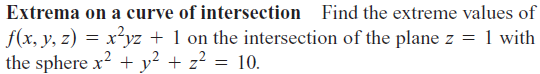 Extrema on a curve of intersection Find the extreme values of
f(x, y, z) = x²yz + 1 on the intersection of the plane z = 1 with
the sphere x² + y² + z² = 10.